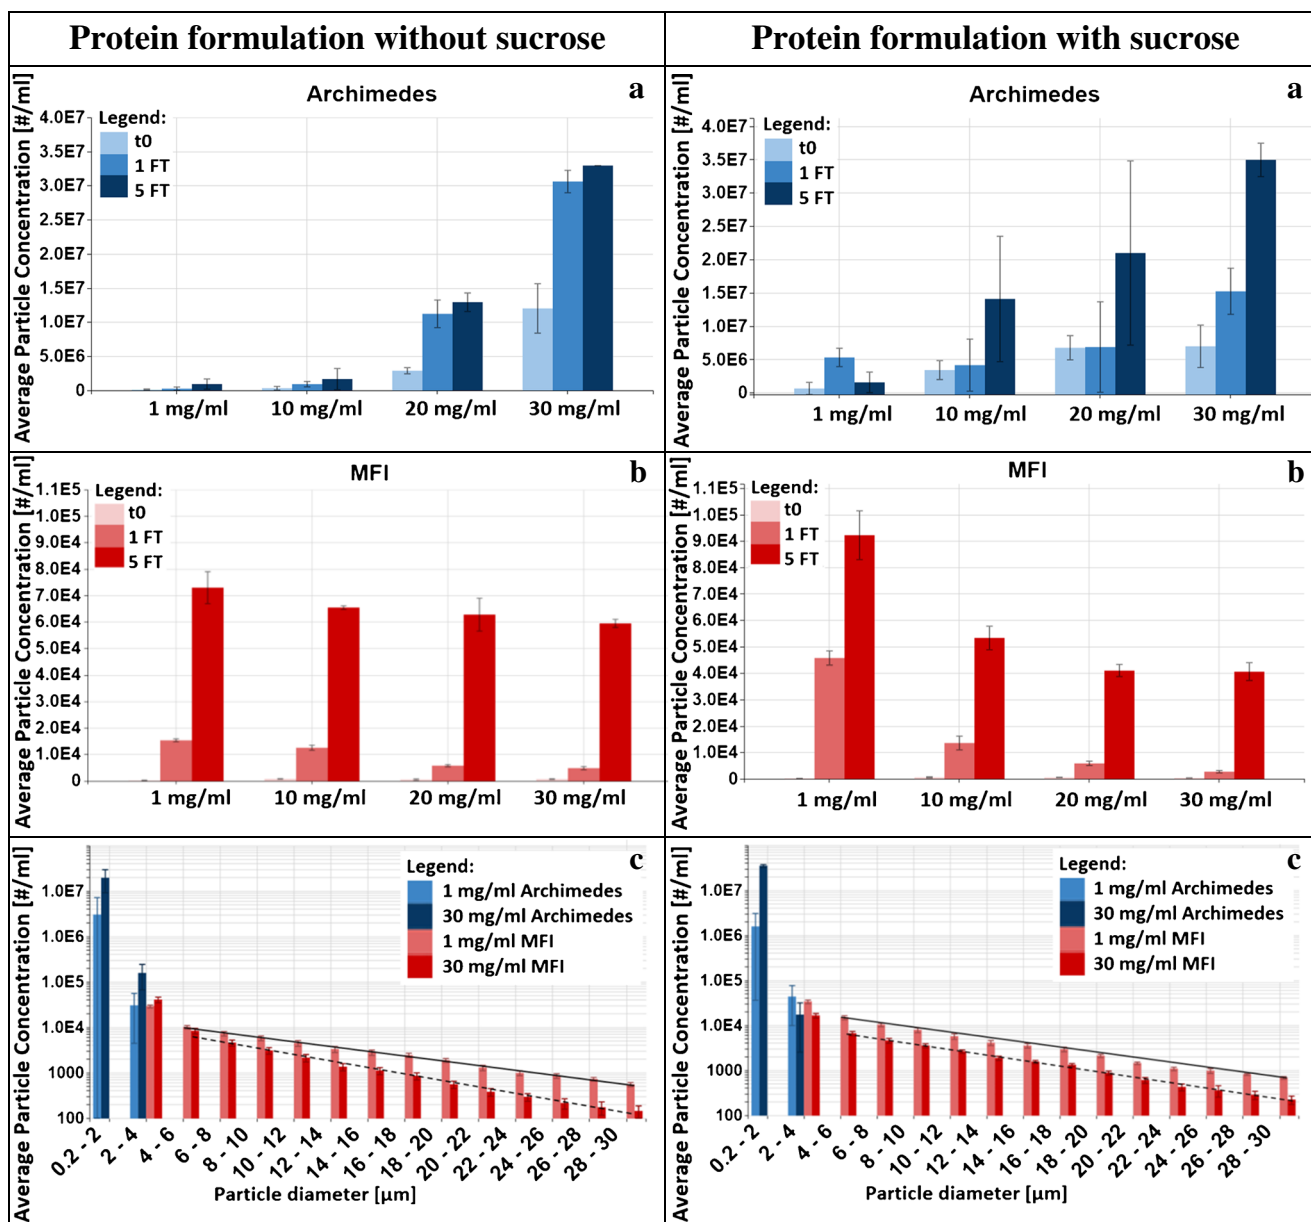 Protein formulation without sucrose
Protein formulation with sucrose
a
Archimedes
Average Particle Concentration [#/ml]
Legend:
t0
1 FT
5 FT
4.0E7
3.5E7
3.0E7
2.5E7
2.0E7
1.5E7
1.0E7
5.0E6
0
1 mg/ml 10 mg/ml 20 mg/ml 30 mg/ml
a
Archimedes
Average Particle Concentration [#/ml]
Legend:
t0
1 FT
5 FT
4.0E7
3.5E7
3.0E7
2.0E7
1.5E7
1.0E7
5.0E6
0
1 mg/ml 10 mg/ml 20 mg/ml 30 mg/ml
b
MFI
Average Particle Concentration [#/ml]
Legend:
t0
1 FT
5 FT
1.1E5
1.0E5
9.0E4
8.0E4
7.0E4
6.0E4
5.0E4
4.0E4
3.0E4
2.0E4
1.0E4
0
1 mg/ml 10 mg/ml 20 mg/ml 30 mg/ml
b
MFI
Average Particle Concentration [#/ml]
Legend:
t0
1 FT
5 FT
1.1E5
1.0E5
9.0E4
8.0E4
7.0E4
6.0E4
5.0E4
4.0E4
3.0E4
2.0E4
1.0E4
0
1 mg/ml 10 mg/ml 20 mg/ml 30 mg/ml
c
Average Particle Concentration [#/ml]
Legend:
1 mg/ml Archimedes
30 mg/ml Archimedes
1 mg/ml MFI
30 mg/ml MFI
1.0E7
1.0E6
1.0E5
1.0E4
1000
100
0.2 - 2 2 - 4 4 - 6 6 - 8 8 - 10 10 - 12 12 - 14 14 - 16 16 - 18 18 - 20 20 - 22 22 - 24 24 - 26 26 - 28 28 - 30
Particle diameter [μm]
c
Average Particle Concentration [#/ml]
Legend:
1 mg/ml Archimedes
30 mg/ml Archimedes
1 mg/ml MFI
30 mg/ml MFI
1.0E7
1.0E6
1.0E5
1.0E4
1000
100
0.2 - 2 2 - 4 4 - 6 6 - 8 8 - 10 10 - 12 12 - 14 14 - 16 16 - 18 18 - 20 20 - 22 22 - 24 24 - 26 26 - 28 28 - 30
Particle diameter [μm]